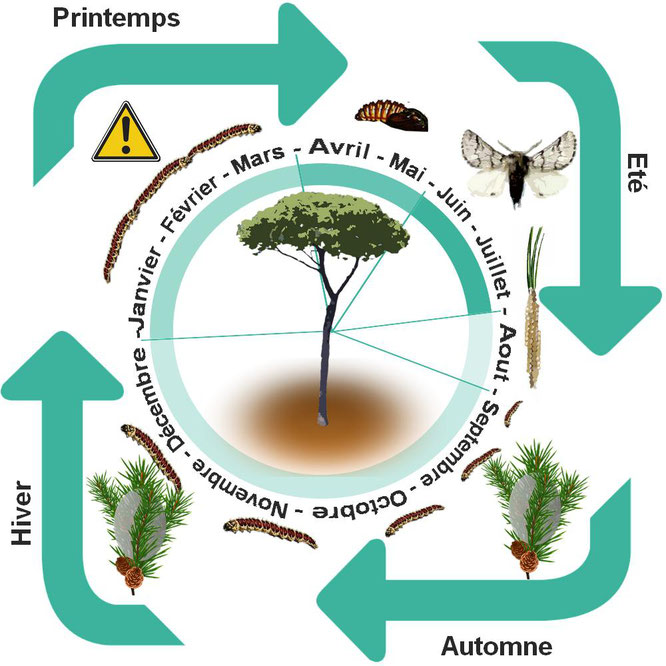 Printemps
Eté
Automne
Hiver
Janvier - Février - Mars - Avril - Mai - Juin - Juillet - Aout - Septembre - Octobre - Novembre - Décembre -